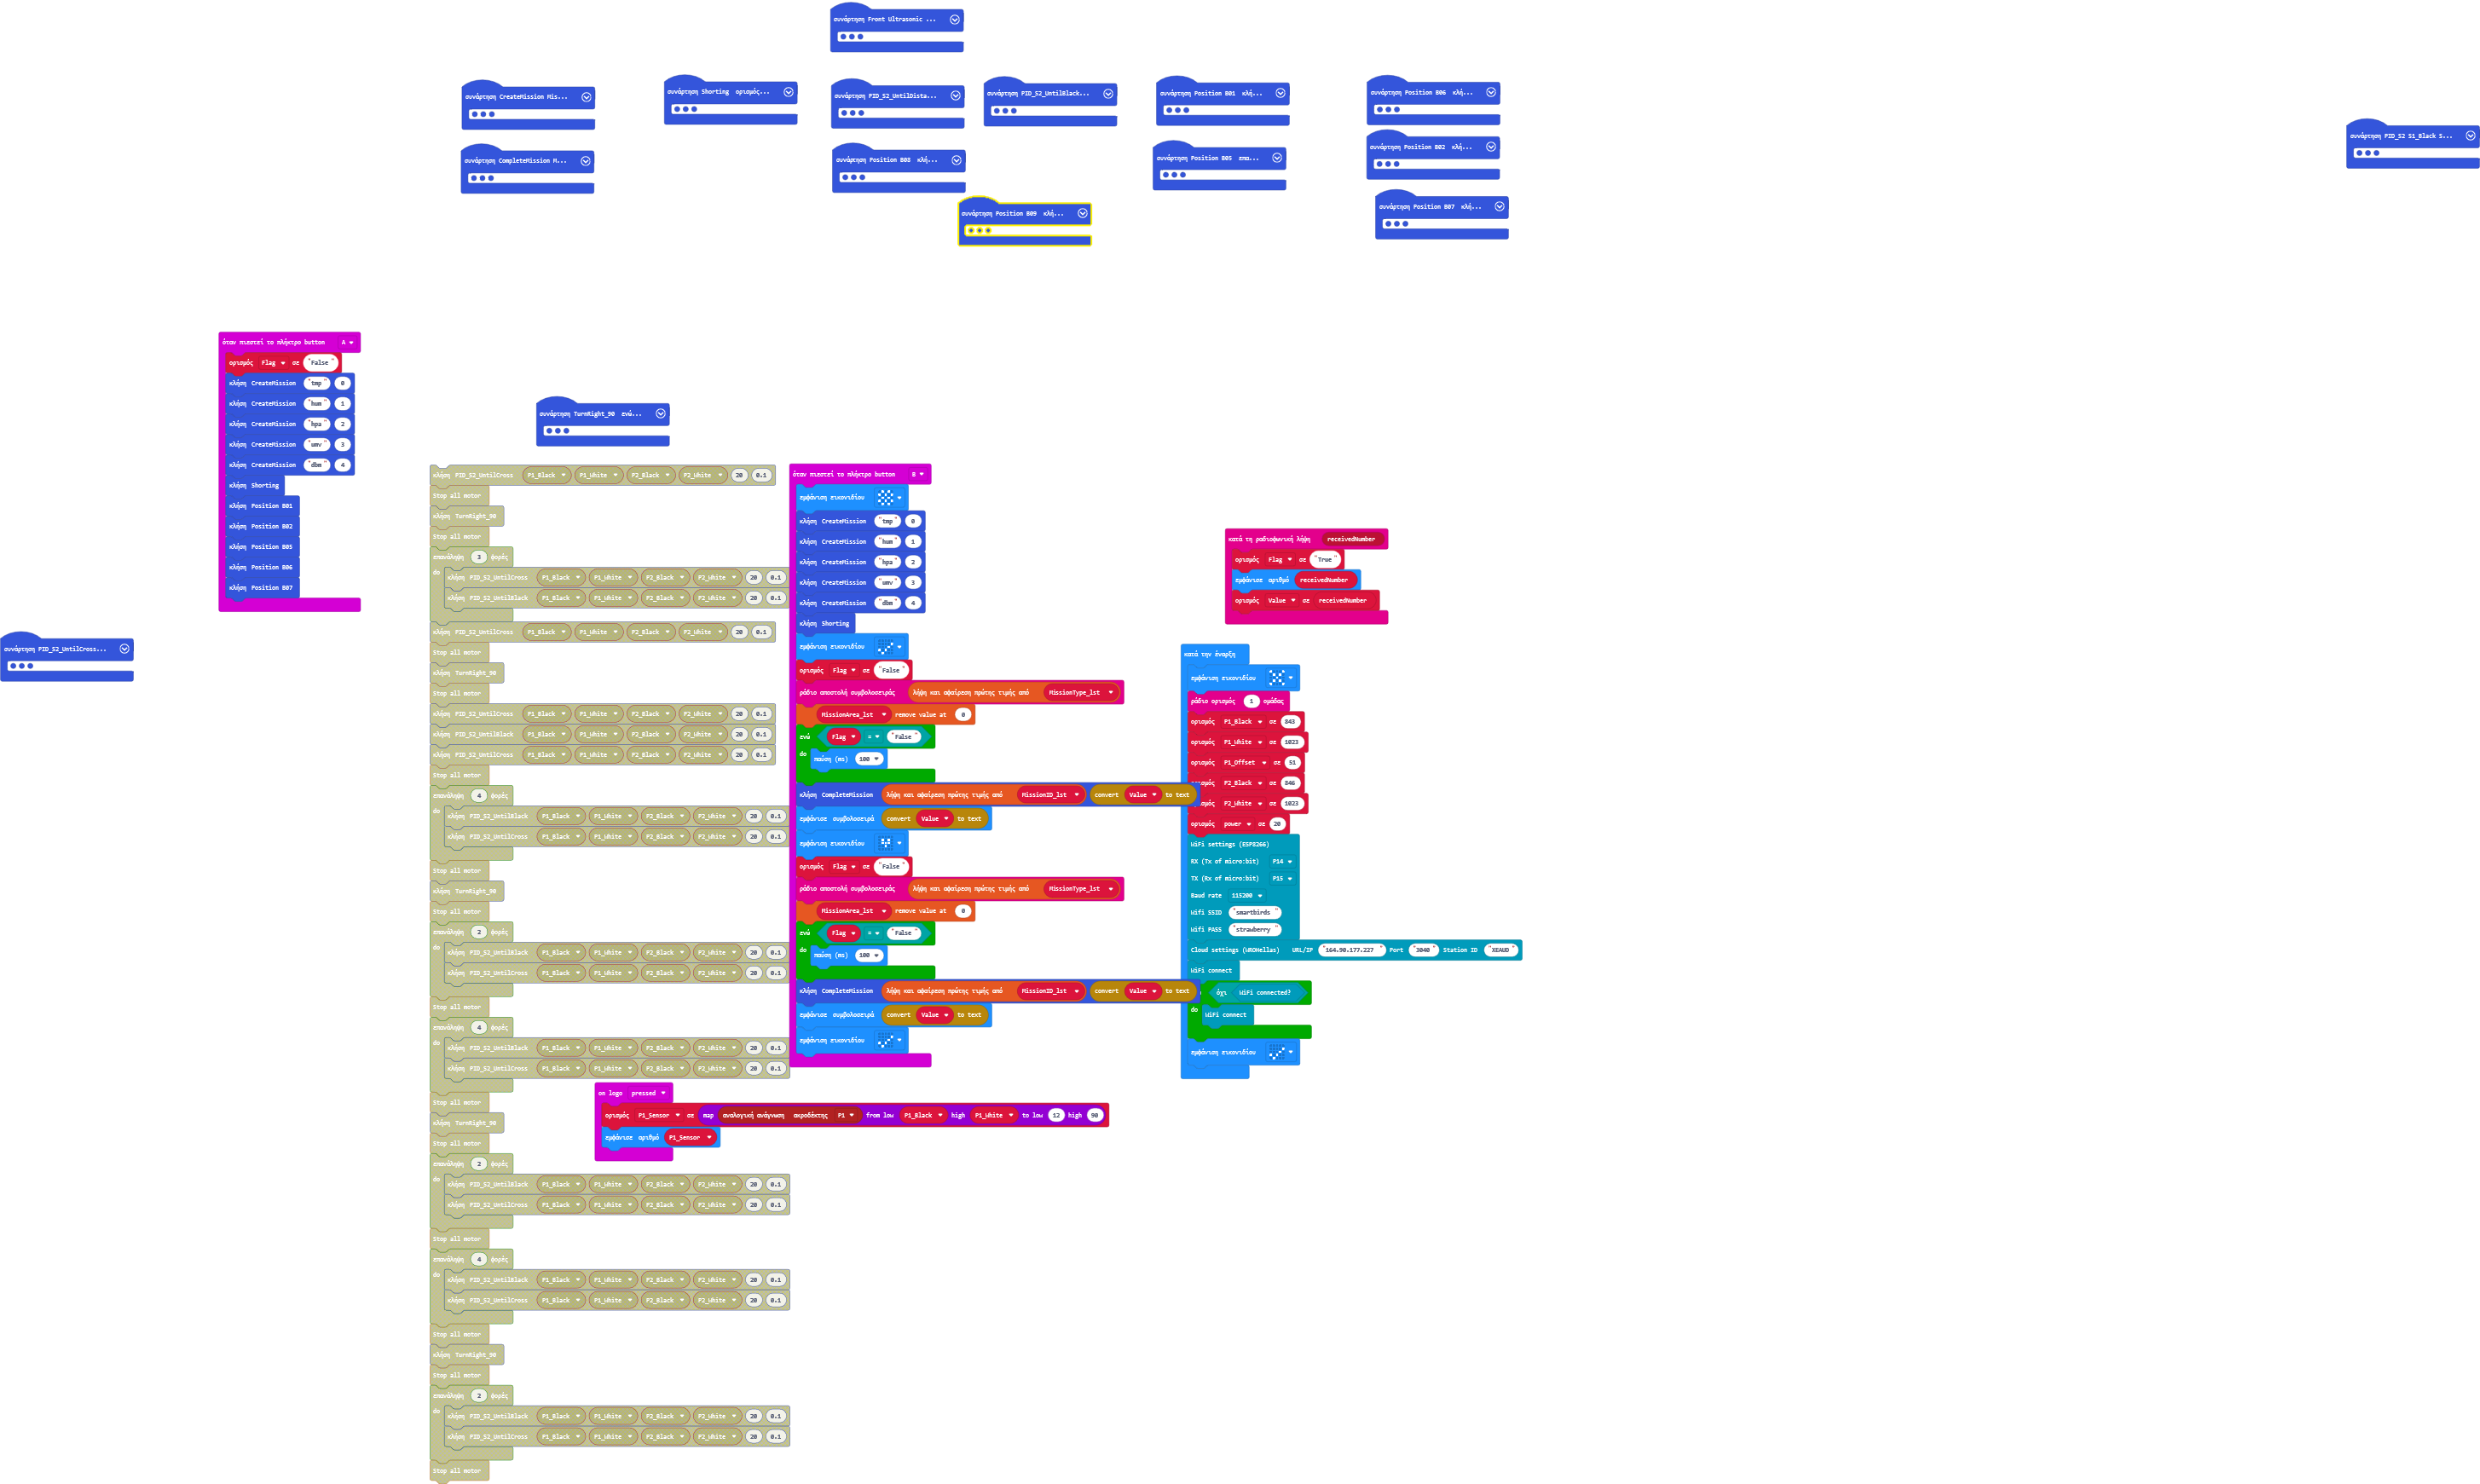 συνάρτηση Front Ultrasonic ...
συνάρτηση CreateMission Mis...
συνάρτηση Shorting ορισμός...
συνάρτηση PID_S2_UntilDista...
συνάρτηση PID_S2_UntilBlack...
συνάρτηση Position B01 κλή...
συνάρτηση Position B06 κλή...
συνάρτηση PID_S2 S1_Black S...
συνάρτηση CompleteMission M...
συνάρτηση Position B03 κλή...
συνάρτηση Position B05 επα...
συνάρτηση Position B02 κλή...
συνάρτηση Position B09 κλή...
συνάρτηση Position B07 κλή...
όταν πιεστεί το πλήκτρο button A
ορισμός Flag σε "False"
κλήση CreateMission "tmp" 0
κλήση CreateMission "hum" 1
κλήση CreateMission "hpa" 2
κλήση CreateMission "umv" 3
κλήση CreateMission "dbm" 4
κλήση Shorting
κλήση Position B01
κλήση Position B02
κλήση Position B05
κλήση Position B06
κλήση Position B07
συνάρτηση PID_S2_UntilCross...
συνάρτηση TurnRight_90 ενώ...
κλήση PID_S2_UntilCross P1_Black P1_White P2_Black P2_White 20 0.1
Stop all motor
κλήση TurnRight_90
Stop all motor
επανάληψη 3 φορές
do
κλήση PID_S2_UntilCross P1_Black P1_White P2_Black P2_White 20 0.1
κλήση PID_S2_UntilBlack P1_Black P1_White P2_Black P2_White 20 0.1
κλήση PID_S2_UntilCross P1_Black P1_White P2_Black P2_White 20 0.1
Stop all motor
κλήση TurnRight_90
Stop all motor
κλήση PID_S2_UntilCross P1_Black P1_White P2_Black P2_White 20 0.1
κλήση PID_S2_UntilBlack P1_Black P1_White P2_Black P2_White 20 0.1
κλήση PID_S2_UntilCross P1_Black P1_White P2_Black P2_White 20 0.1
Stop all motor
επανάληψη 4 φορές
do
κλήση PID_S2_UntilBlack P1_Black P1_White P2_Black P2_White 20 0.1
κλήση PID_S2_UntilCross P1_Black P1_White P2_Black P2_White 20 0.1
Stop all motor
κλήση TurnRight_90
Stop all motor
επανάληψη 2 φορές
do
κλήση PID_S2_UntilBlack P1_Black P1_White P2_Black P2_White 20 0.1
κλήση PID_S2_UntilCross P1_Black P1_White P2_Black P2_White 20 0.1
Stop all motor
επανάληψη 4 φορές
do
κλήση PID_S2_UntilBlack P1_Black P1_White P2_Black P2_White 20 0.1
κλήση PID_S2_UntilCross P1_Black P1_White P2_Black P2_White 20 0.1
Stop all motor
κλήση TurnRight_90
Stop all motor
επανάληψη 2 φορές
do
κλήση PID_S2_UntilBlack P1_Black P1_White P2_Black P2_White 20 0.1
κλήση PID_S2_UntilCross P1_Black P1_White P2_Black P2_White 20 0.1
Stop all motor
επανάληψη 4 φορές
do
κλήση PID_S2_UntilBlack P1_Black P1_White P2_Black P2_White 20 0.1
κλήση PID_S2_UntilCross P1_Black P1_White P2_Black P2_White 20 0.1
Stop all motor
κλήση TurnRight_90
Stop all motor
επανάληψη 2 φορές
do
κλήση PID_S2_UntilBlack P1_Black P1_White P2_Black P2_White 20 0.1
κλήση PID_S2_UntilCross P1_Black P1_White P2_Black P2_White 20 0.1
Stop all motor
όταν πιεστεί το πλήκτρο button B
εμφάνιση εικονιδίου
κλήση CreateMission "tmp" 0
κλήση CreateMission "hum" 1
κλήση CreateMission "hpa" 2
κλήση CreateMission "umv" 3
κλήση CreateMission "dbm" 4
κλήση Shorting
εμφάνιση εικονιδίου
ορισμός Flag σε "False"
ράδιο αποστολή συμβολοσειράς λήψη και αφαίρεση πρώτης τιμής από MissionType_lst
MissionArea_lst remove value at 0
ενώ Flag = "False"
do παύση (ms) 100
κλήση CompleteMission λήψη και αφαίρεση πρώτης τιμής από MissionID_lst convert Value to text
εμφάνισε συμβολοσειρά convert Value to text
εμφάνιση εικονιδίου
ορισμός Flag σε "False"
ράδιο αποστολή συμβολοσειράς λήψη και αφαίρεση πρώτης τιμής από MissionType_lst
MissionArea_lst remove value at 0
ενώ Flag = "False"
do παύση (ms) 100
κλήση CompleteMission λήψη και αφαίρεση πρώτης τιμής από MissionID_lst convert Value to text
εμφάνισε συμβολοσειρά convert Value to text
εμφάνιση εικονιδίου
on logo pressed
ορισμός P1_Sensor σε map αναλογική ανάγνωση ακροδέκτης P1 from low P1_Black high P1_White to low 12 high 90
εμφάνισε αριθμό P1_Sensor
κατά τη ραδιοφωνική λήψη receivedNumber
ορισμός Flag σε "True"
εμφάνισε αριθμό receivedNumber
ορισμός Value σε receivedNumber
κατά την έναρξη
εμφάνιση εικονιδίου
ράδιο ορισμός 1 ομάδας
ορισμός P1_Black σε 843
ορισμός P1_White σε 1023
ορισμός P1_Offset σε 51
ορισμός P2_Black σε 846
σμός P2_White σε 1023
ορισμός power σε 20
WiFi settings (ESP8266)
RX (Tx of micro:bit) P14
TX (Rx of micro:bit) P15
Baud rate 115200
Wifi SSID "smartbirds"
Wifi PASS "strawberry"
Cloud settings (WROHellas) URL/IP "164.90.177.227" Port "3040" Station ID "XEAUD"
WiFi connect
όχι WiFi connected?
do WiFi connect
εμφάνιση εικονιδίου